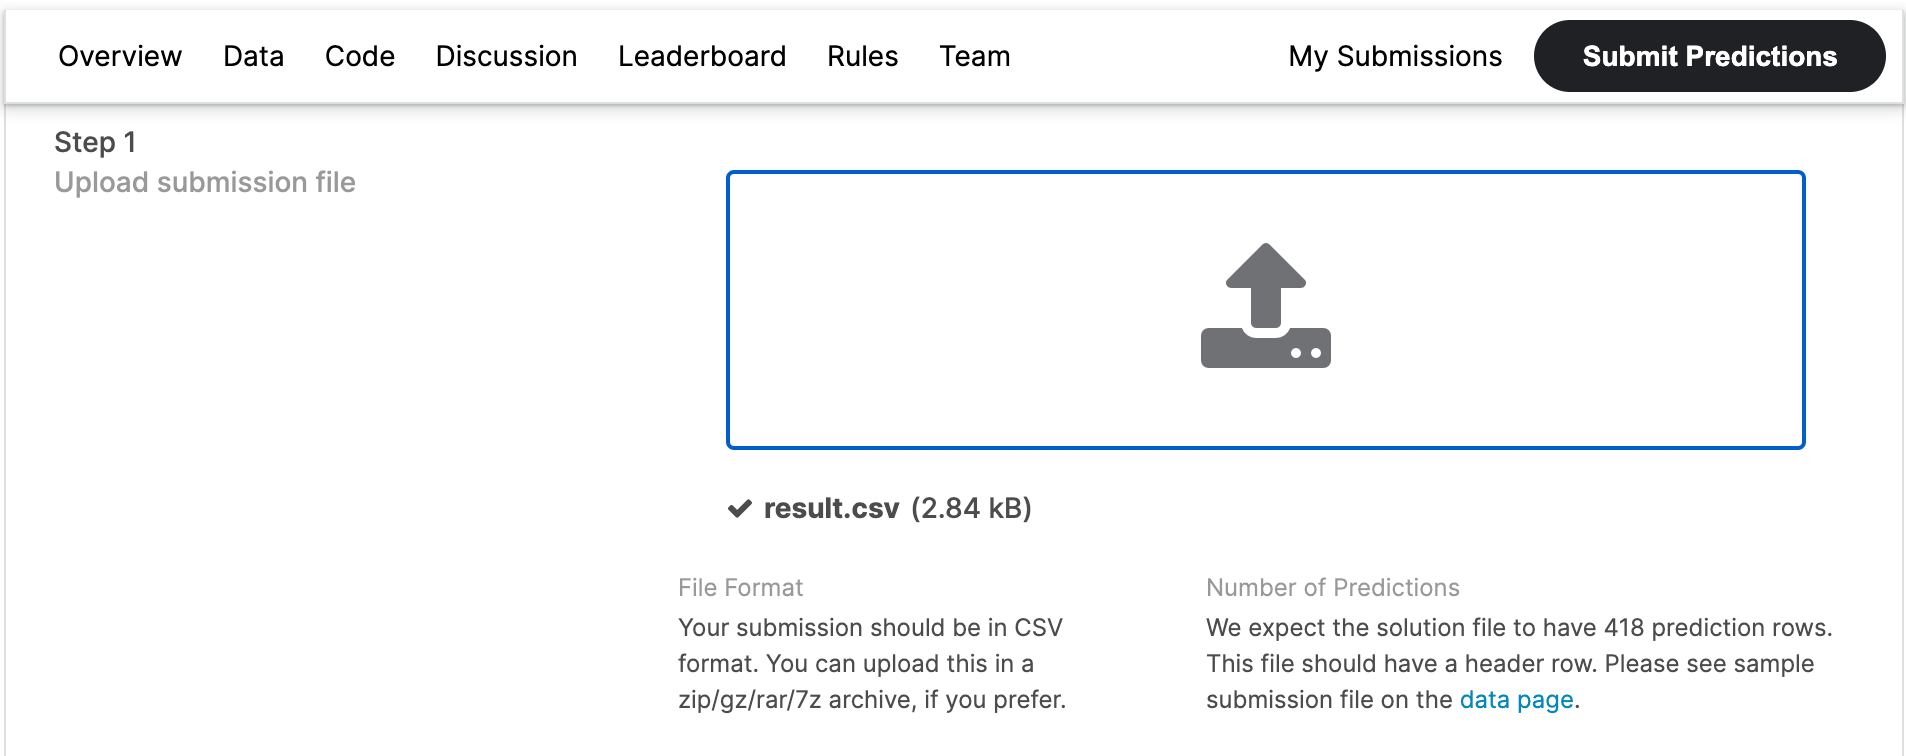 Overview Data Code Discussion Leaderboard Rules Team My Submissions Submit Predictions
Step 1
Upload submission file
result.csv (2.84 kB)
File Format
Your submission should be in CSV
format. You can upload this in a
zip/gz/rar/7z archive, if you prefer.
Number of Predictions
We expect the solution file to have 418 prediction rows.
This file should have a header row. Please see sample
submission file on the data page.